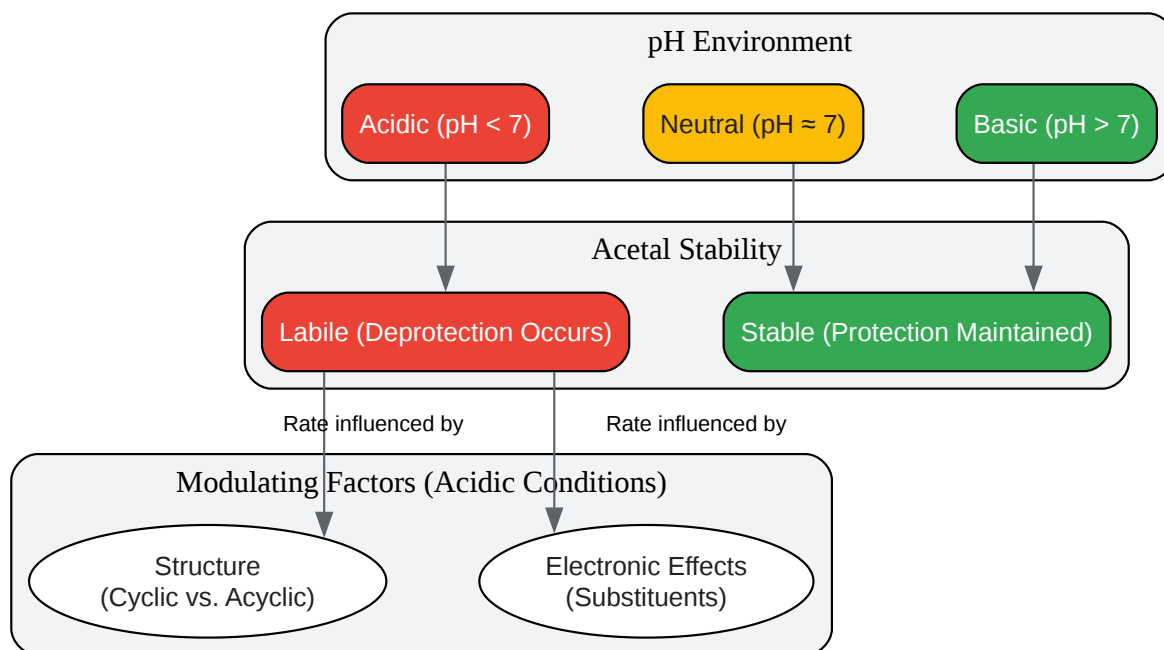 pH Environment
Acidic (pH < 7)
Neutral (pH ≈ 7)
Basic (pH > 7)
Acetal Stability
Labile (Deprotection Occurs)
Stable (Protection Maintained)
Rate influenced by
Rate influenced by
Modulating Factors (Acidic Conditions)
Structure
(Cyclic vs. Acyclic)
Electronic Effects
(Substituents)